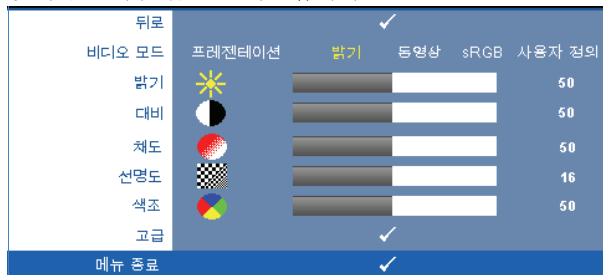 뒤로
비디오 모드 프레젠테이션 밝기 동영상 sRGB 사용자 정의
밝기 50
대비 50
채도 50
선명도 16
색조 50
고급
메뉴 종료